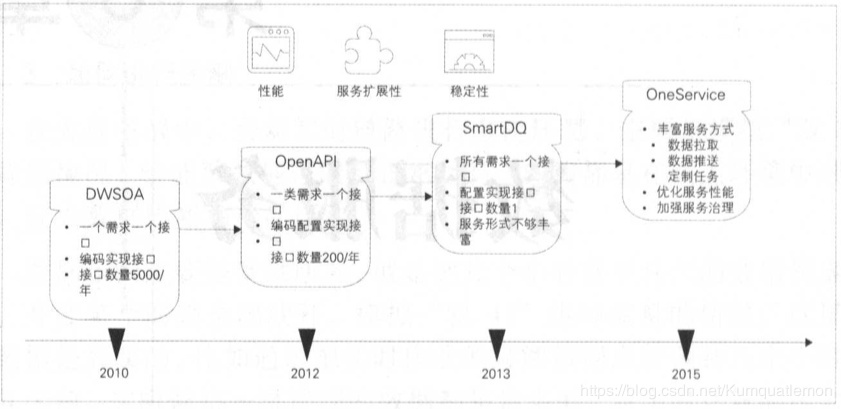 性能
服务扩展性
稳定性
DWSOA
• 一个需求一个接
口
• 编码实现接口
• 接口数量5000/
年
OpenAPI
• 一类需求一个接
口
• 编码配置实现接
• 口
接口数量200/年
SmartDQ
• 所有需求一个接
口
• 配置实现接口
• 接口数量1
• 服务形式不够丰
富
OneService
• 丰富服务方式
• 数据拉取
• 数据推送
• 定制任务
• 优化服务性能
• 加强服务治理
2010
2012
2013
2015
https://blog.csdn.net/Kumquatlemon